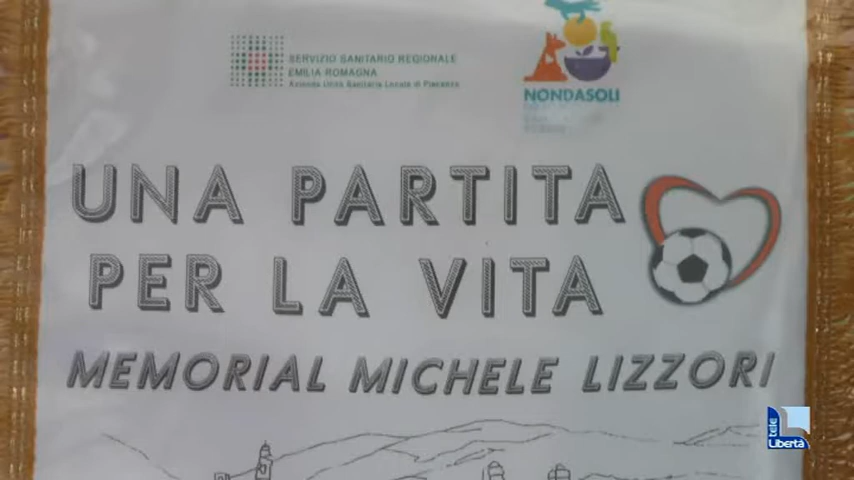 SERVIZIO SANITARIO REGIONALE
EMILIA ROMAGNA
Azienda Unità Sanitaria Locale di Piacenza
NONDASOLI
UNA PARTITA
PER LA VITA
MEMORIAL MICHELE LIZZORI
tele
Libertà